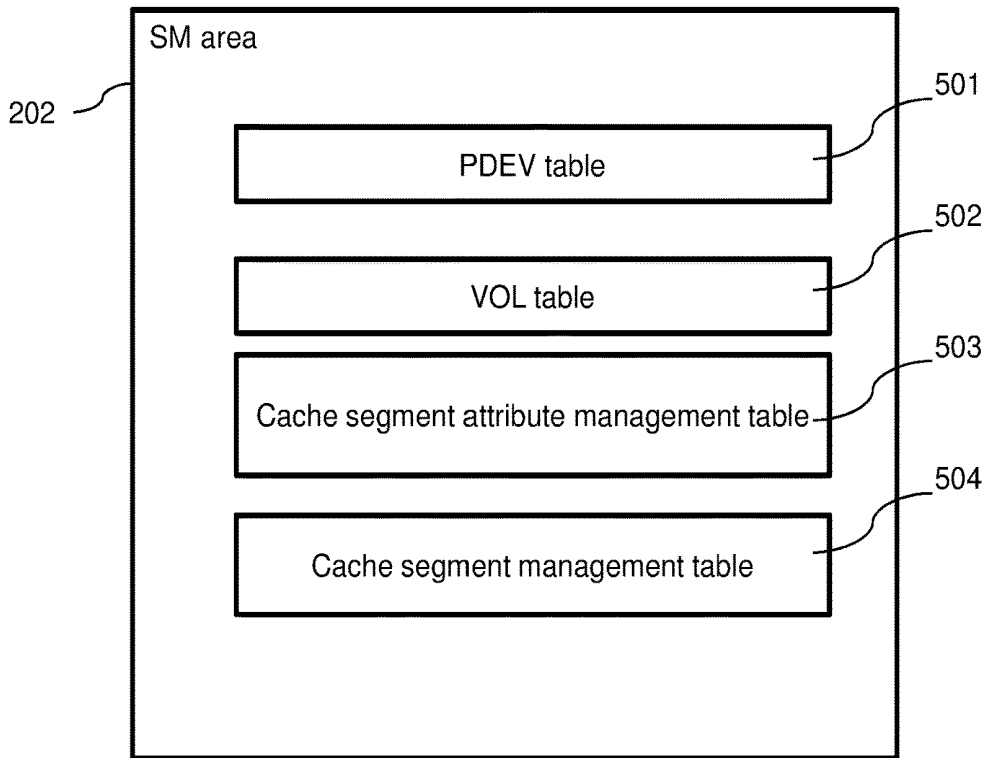 SM area
202
501
PDEV table
502
VOL table
503
Cache segment attribute management table
504
Cache segment management table